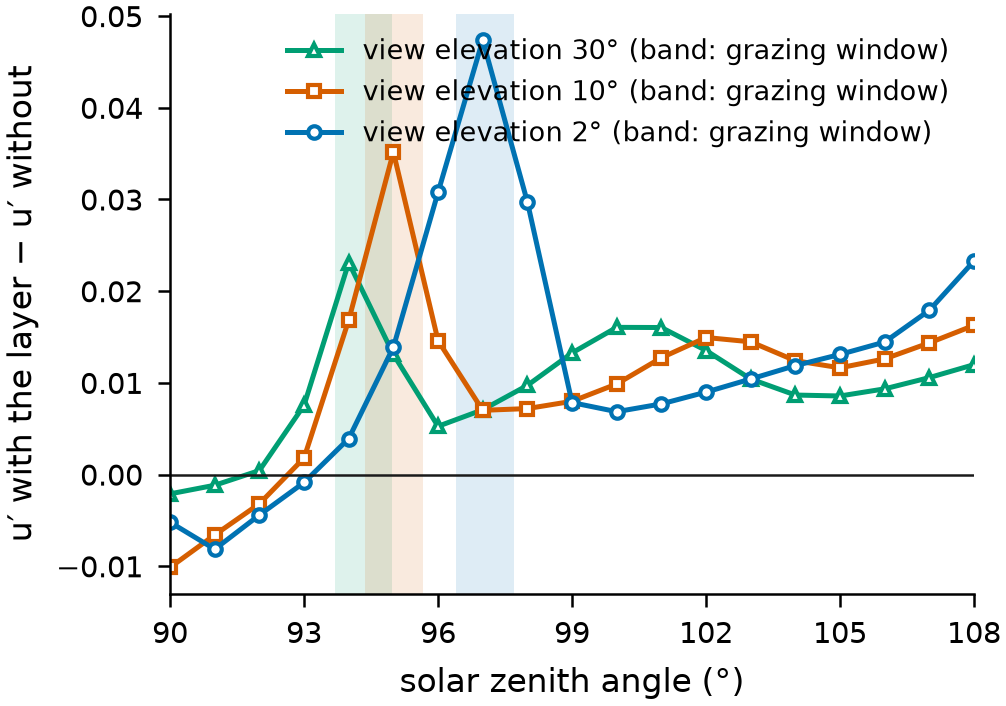 0.05
0.04
0.03
0.02
0.01
0.00
−0.01
u′ with the layer − u′ without
view elevation 30° (band: grazing window)
view elevation 10° (band: grazing window)
view elevation 2° (band: grazing window)
90 93 96 99 102 105 108
solar zenith angle (°)